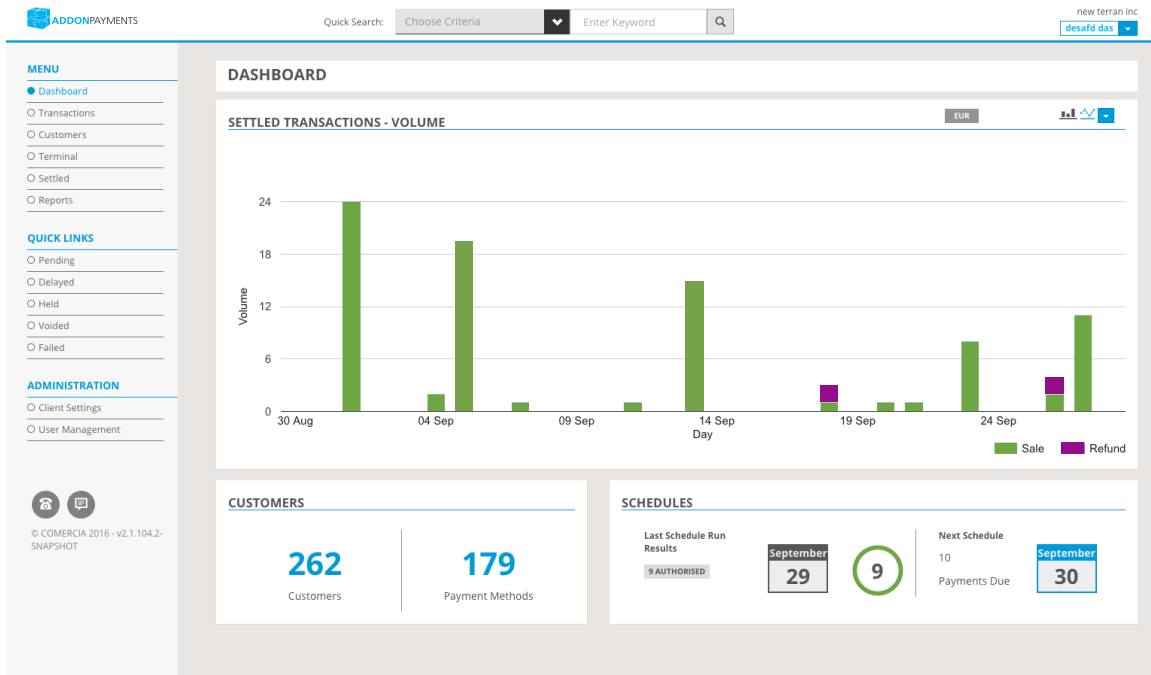 ADDONPAYMENTS
Quick Search: Choose Criteria Enter Keyword
new terran inc
desafd das
MENU
Dashboard
Transactions
Customers
Terminal
Settled
Reports
QUICK LINKS
Pending
Delayed
Held
Voided
Failed
ADMINISTRATION
Client Settings
User Management
© COMERCIA 2016 - v2.1.104.2-
SNAPSHOT
DASHBOARD
SETTLED TRANSACTIONS - VOLUME
EUR
24
18
12
6
0
Volume
30 Aug 04 Sep 09 Sep 14 Sep 19 Sep 24 Sep
Day
Sale Refund
CUSTOMERS
262
Customers
179
Payment Methods
SCHEDULES
Last Schedule Run
Results
9 AUTHORISED
September
29
9
Next Schedule
10
Payments Due
September
30